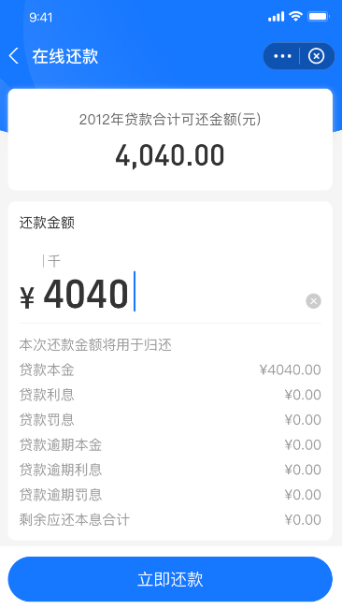 9:41
在线还款
2012年贷款合计可还金额(元)
4,040.00
还款金额
千
¥ 4040
本次还款金额将用于归还
贷款本金 ¥4040.00
贷款利息 ¥0.00
贷款罚息 ¥0.00
贷款逾期本金 ¥0.00
贷款逾期利息 ¥0.00
贷款逾期罚息 ¥0.00
剩余应还本息合计 ¥0.00
立即还款